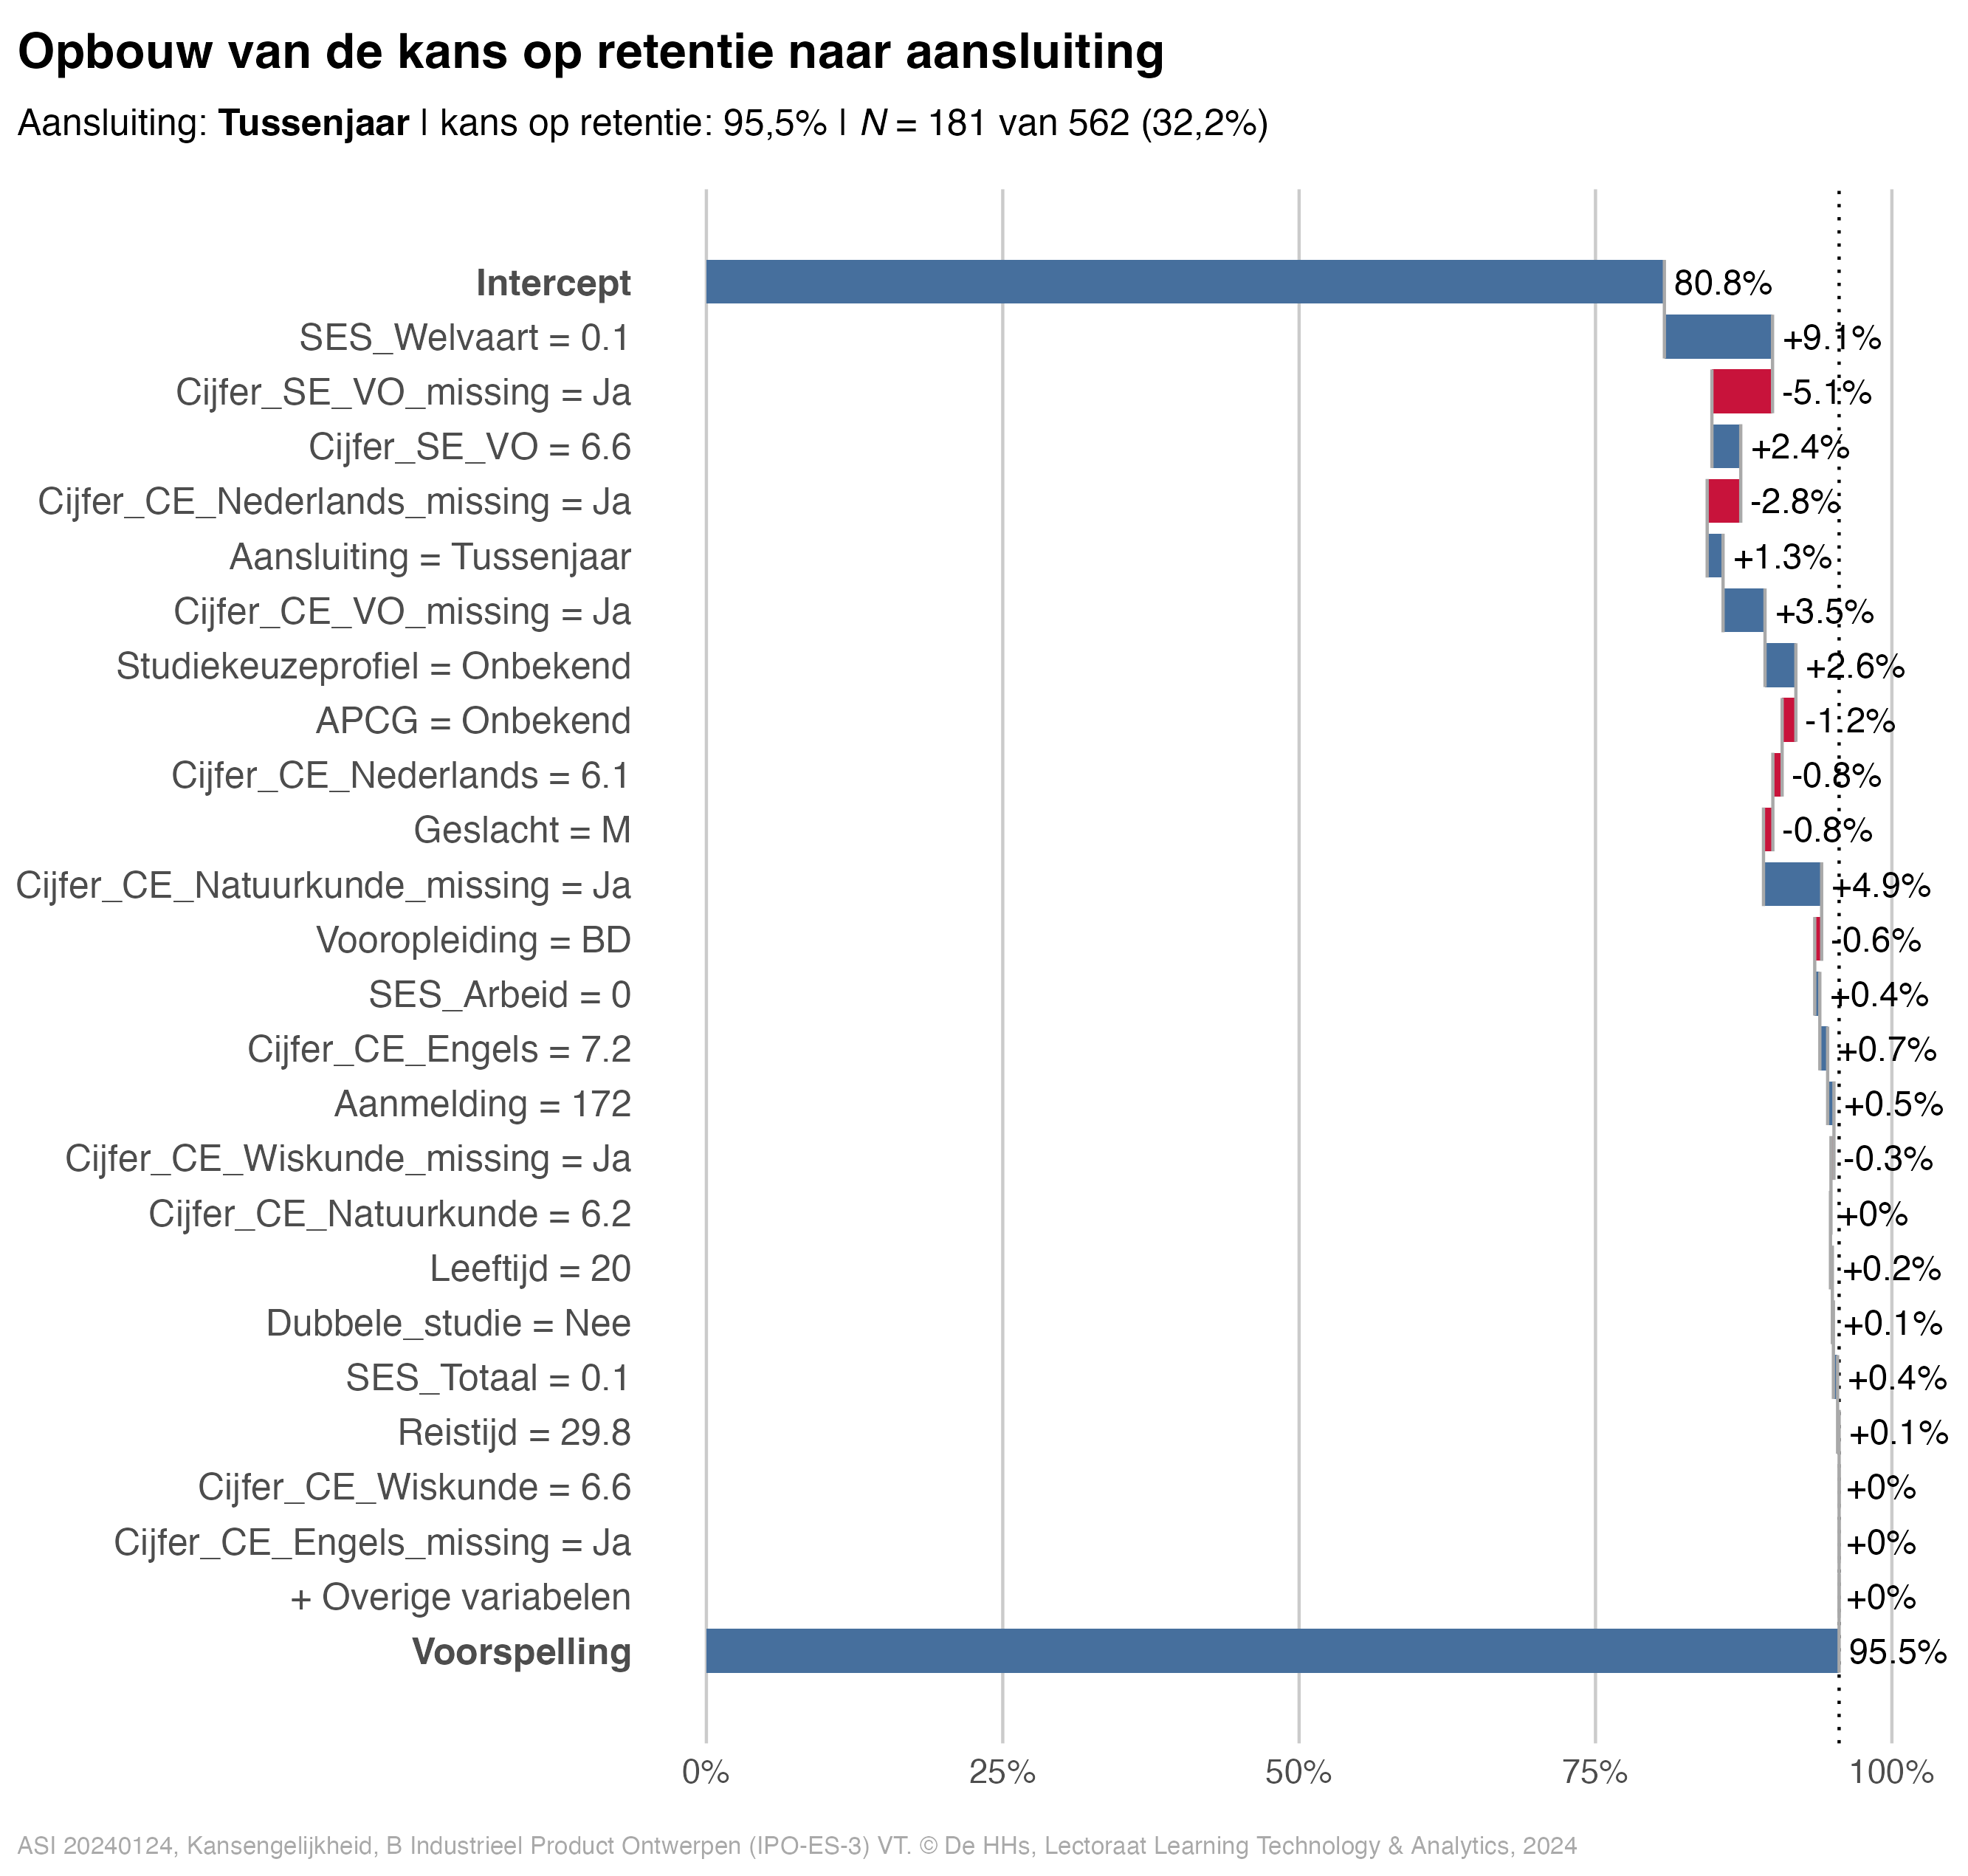 Opbouw van de kans op retentie naar aansluiting
Aansluiting: Tussenjaar | kans op retentie: 95,5% | N = 181 van 562 (32,2%)
Intercept 80.8%
SES_Welvaart = 0.1 +9.1%
Cijfer_SE_VO_missing = Ja -5.1%
Cijfer_SE_VO = 6.6 +2.4%
Cijfer_CE_Nederlands_missing = Ja -2.8%
Aansluiting = Tussenjaar +1.3%
Cijfer_CE_VO_missing = Ja +3.5%
Studiekeuzeprofiel = Onbekend +2.6%
APCG = Onbekend -1.2%
Cijfer_CE_Nederlands = 6.1 -0.8%
Geslacht = M -0.8%
Cijfer_CE_Natuurkunde_missing = Ja +4.9%
Vooropleiding = BD -0.6%
SES_Arbeid = 0 +0.4%
Cijfer_CE_Engels = 7.2 +0.7%
Aanmelding = 172 +0.5%
Cijfer_CE_Wiskunde_missing = Ja -0.3%
Cijfer_CE_Natuurkunde = 6.2 +0%
Leeftijd = 20 +0.2%
Dubbele_studie = Nee +0.1%
SES_Totaal = 0.1 +0.4%
Reistijd = 29.8 +0.1%
Cijfer_CE_Wiskunde = 6.6 +0%
Cijfer_CE_Engels_missing = Ja +0%
+ Overige variabelen +0%
Voorspelling 95.5%
0% 25% 50% 75% 100%
ASI 20240124, Kansengelijkheid, B Industrieel Product Ontwerpen (IPO-ES-3) VT. © De HHs, Lectoraat Learning Technology & Analytics, 2024